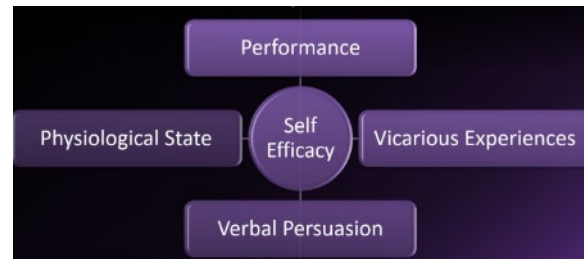 Performance
Physiological State
Self
Efficacy
Vicarious Experiences
Verbal Persuasion